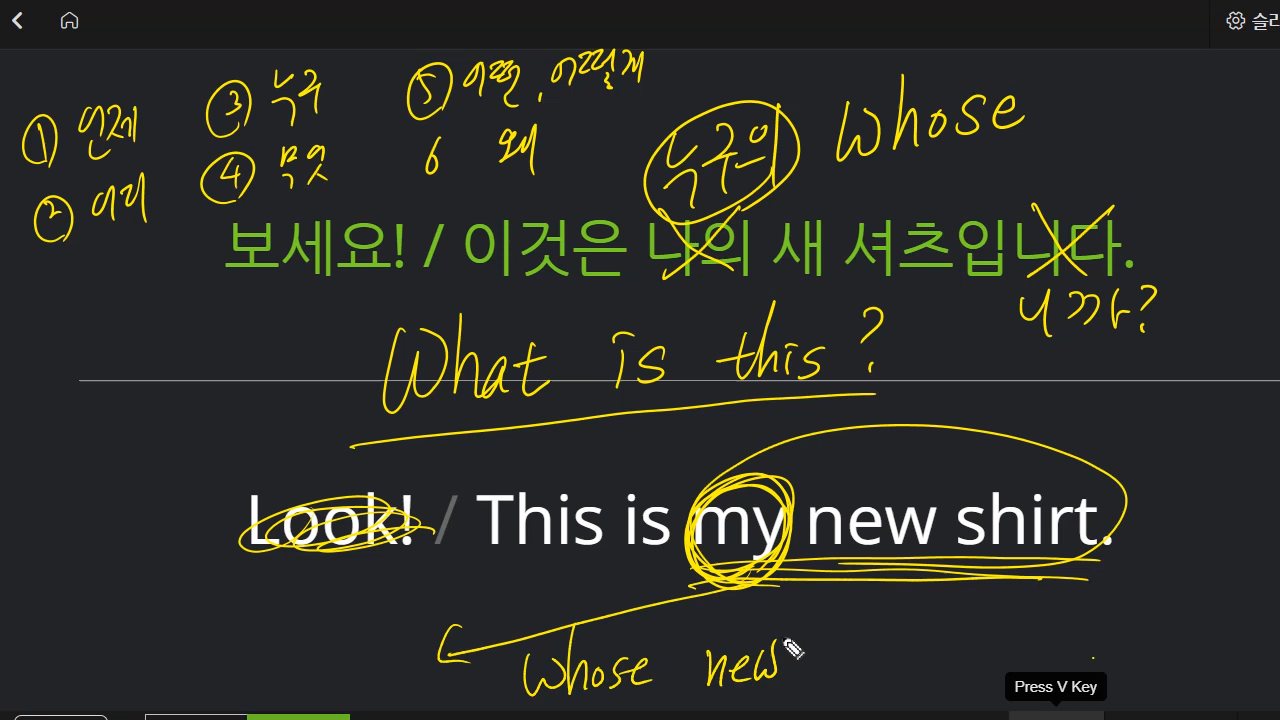 슬라
① 언제
② 어디
③ 누구
④ 무엇
⑤ 어떤, 어떻게
6 왜
누구의 Whose
보세요! / 이것은 나의 새 셔츠입니다.
니까?
What is this?
Look! / This is my new shirt.
Whose new
Press V Key